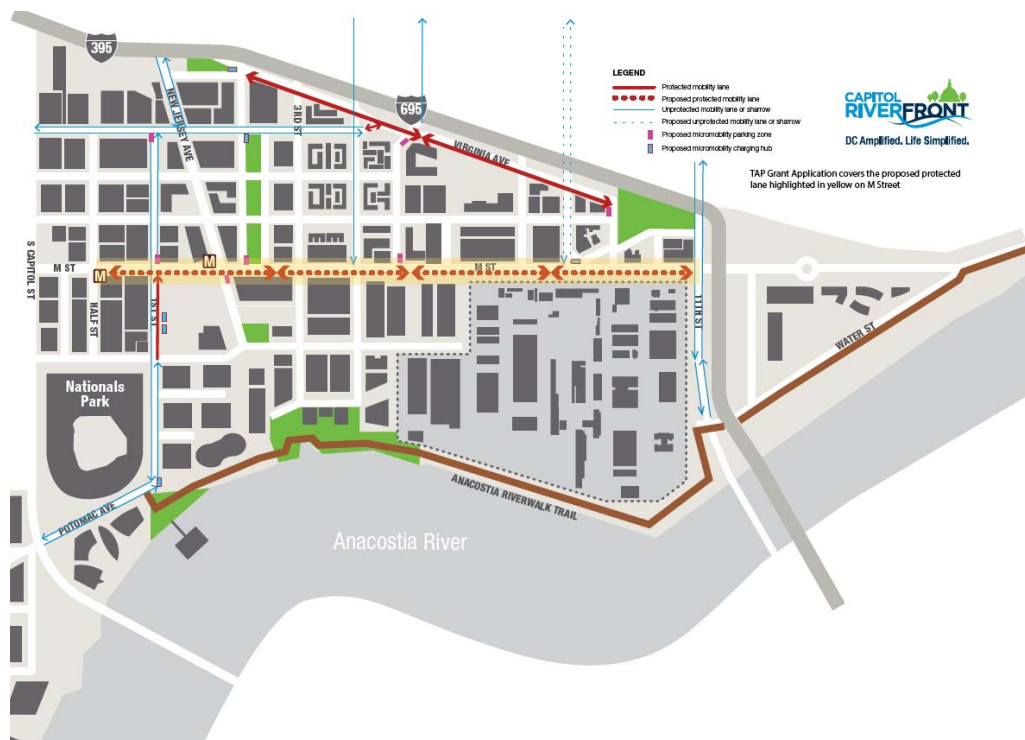 395
LEGEND
Protected mobility lane
Proposed protected mobility lane
Unprotected mobility lane or sharrow
Proposed unprotected mobility lane or sharrow
Proposed micromobility parking zone
Proposed micromobility charging hub
CAPITOL
RIVERFRONT
DC Amplified. Life Simplified.
TAP Grant Application covers the proposed protected
lane highlighted in yellow on M Street
NEW JERSEY AVE
3RD ST
695
VIRGINIA AVE
S CAPITOL ST
M ST
M
M
M ST
HALF ST
1ST ST
11TH ST
WATER ST
Nationals
Park
POTOMAC AVE
ANACOSTIA RIVERWALK TRAIL
Anacostia River